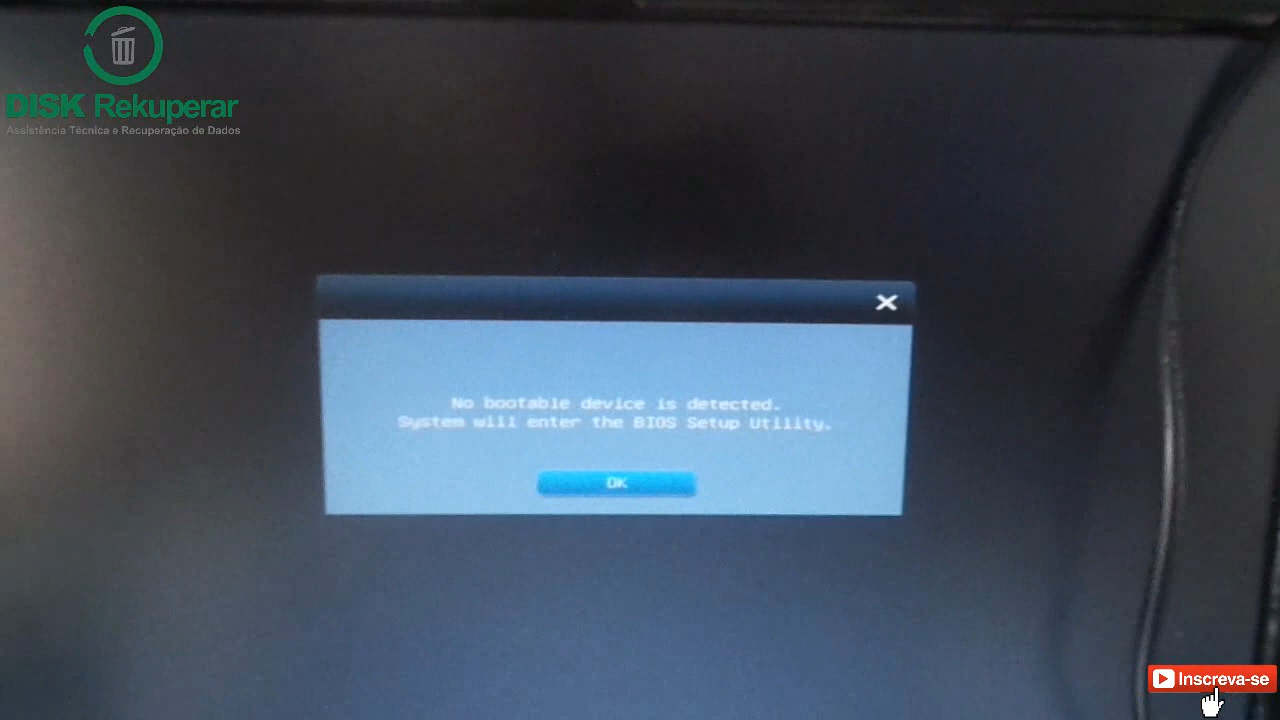 DISK Rekuperar
Assistência Técnica e Recuperação de Dados
No bootable device is detected.
System will enter the BIOS Setup Utility.
OK
Inscreva-se